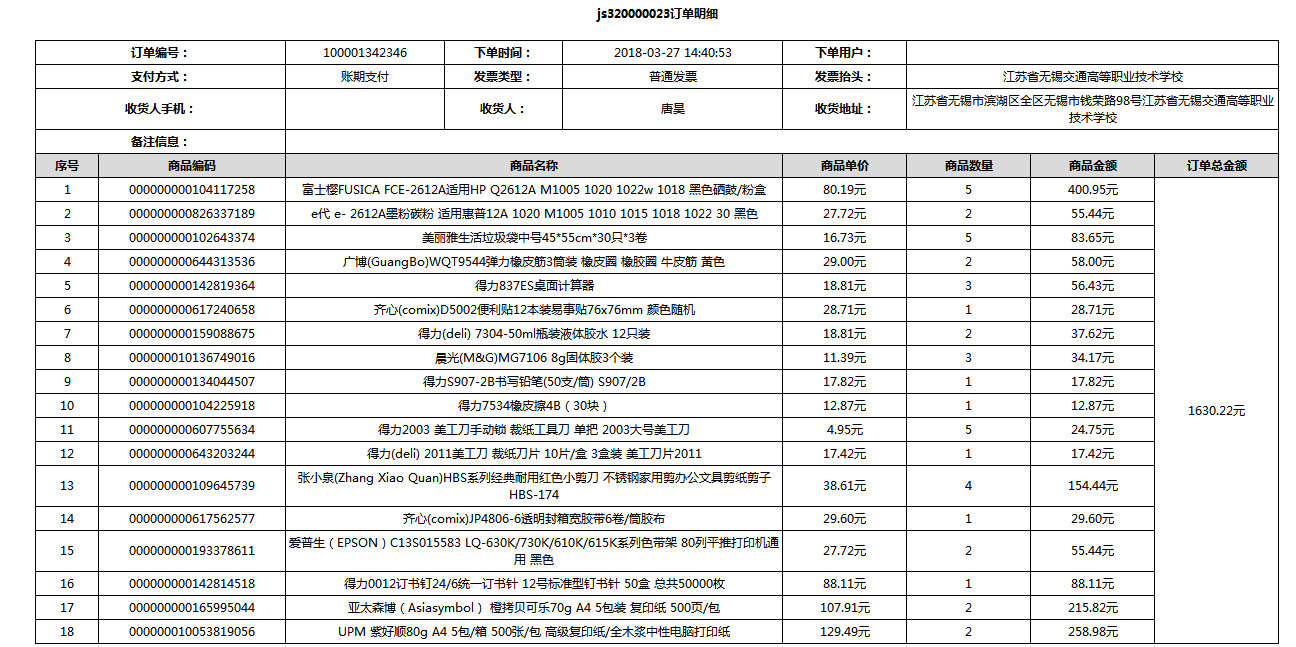 js320000023订单明细
订单编号： 100001342346 下单时间： 2018-03-27 14:40:53 下单用户：
支付方式： 账期支付 发票类型： 普通发票 发票抬头： 江苏省无锡交通高等职业技术学校
收货人手机： 收货人： 唐昊 收货地址： 江苏省无锡市滨湖区全区无锡市钱荣路98号江苏省无锡交通高等职业
技术学校
备注信息：
序号 商品编码 商品名称 商品单价 商品数量 商品金额 订单总金额
1 000000000104117258 富士樱FUSICA FCE-2612A适用HP Q2612A M1005 1020 1022w 1018 黑色硒鼓/粉盒 80.19元 5 400.95元
2 000000000826337189 e代 e- 2612A墨粉碳粉 适用惠普12A 1020 M1005 1010 1015 1018 1022 30 黑色 27.72元 2 55.44元
3 000000000102643374 美丽雅生活垃圾袋中号45*55cm*30只*3卷 16.73元 5 83.65元
4 000000000644313536 广博(GuangBo)WQT9544弹力橡皮筋3筒装 橡皮圈 橡胶圈 牛皮筋 黄色 29.00元 2 58.00元
5 000000000142819364 得力837ES桌面计算器 18.81元 3 56.43元
6 000000000617240658 齐心(comix)D5002便利贴12本装易事贴76x76mm 颜色随机 28.71元 1 28.71元
7 000000000159088675 得力(deli) 7304-50ml瓶装液体胶水 12只装 18.81元 2 37.62元
8 000000010136749016 晨光(M&G)MG7106 8g固体胶3个装 11.39元 3 34.17元
9 000000000134044507 得力S907-2B书写铅笔(50支/筒) S907/2B 17.82元 1 17.82元
10 000000000104225918 得力7534橡皮擦4B（30块） 12.87元 1 12.87元
11 000000000607755634 得力2003 美工刀手动锁 裁纸工具刀 单把 2003大号美工刀 4.95元 5 24.75元
1630.22元
12 000000000643203244 得力(deli) 2011美工刀 裁纸刀片 10片/盒 3盒装 美工刀片2011 17.42元 1 17.42元
13 000000000109645739 张小泉(Zhang Xiao Quan)HBS系列经典耐用红色小剪刀 不锈钢家用剪办公文具剪纸剪子
HBS-174 38.61元 4 154.44元
14 000000000617562577 齐心(comix)JP4806-6透明封箱宽胶带6卷/筒胶布 29.60元 1 29.60元
15 000000000193378611 爱普生（EPSON）C13S015583 LQ-630K/730K/610K/615K系列色带架 80列平推打印机通
用 黑色 27.72元 2 55.44元
16 000000000142814518 得力0012订书钉24/6统一订书针 12号标准型钉书针 50盒 总共50000枚 88.11元 1 88.11元
17 000000000165995044 亚太森博（Asiasymbol） 橙拷贝可乐70g A4 5包装 复印纸 500页/包 107.91元 2 215.82元
18 000000010053819056 UPM 紫好顺80g A4 5包/箱 500张/包 高级复印纸/全木浆中性电脑打印纸 129.49元 2 258.98元